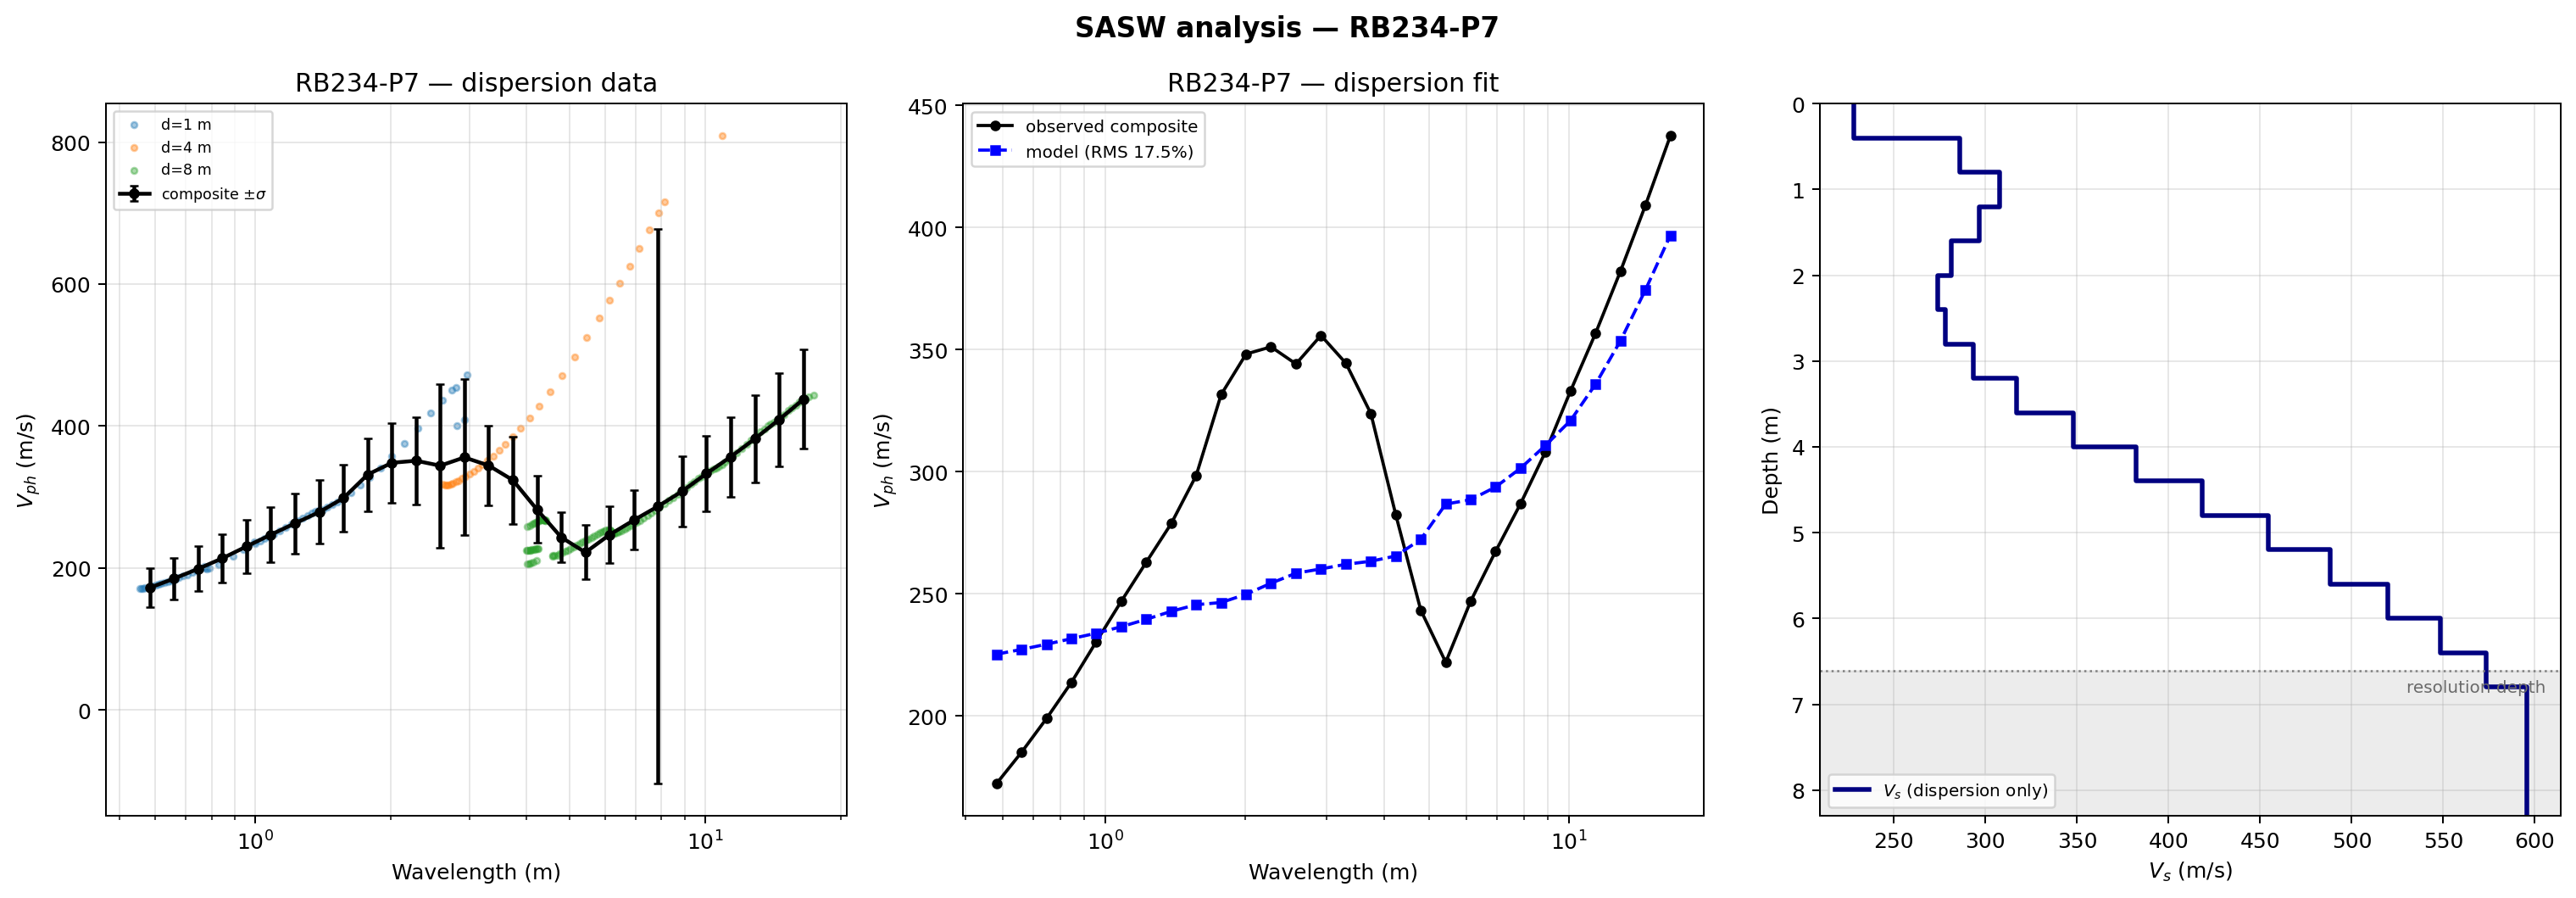 SASW analysis — RB234-P7
RB234-P7 — dispersion data
d=1 m
d=4 m
d=8 m
composite ±σ
800
600
400
200
0
V_ph (m/s)
10^0
10^1
Wavelength (m)
RB234-P7 — dispersion fit
observed composite
model (RMS 17.5%)
450
400
350
300
250
200
V_ph (m/s)
10^0
10^1
Wavelength (m)
0
1
2
3
4
5
6
7
8
Depth (m)
resolution depth
V_s (dispersion only)
250
300
350
400
450
500
550
600
V_s (m/s)